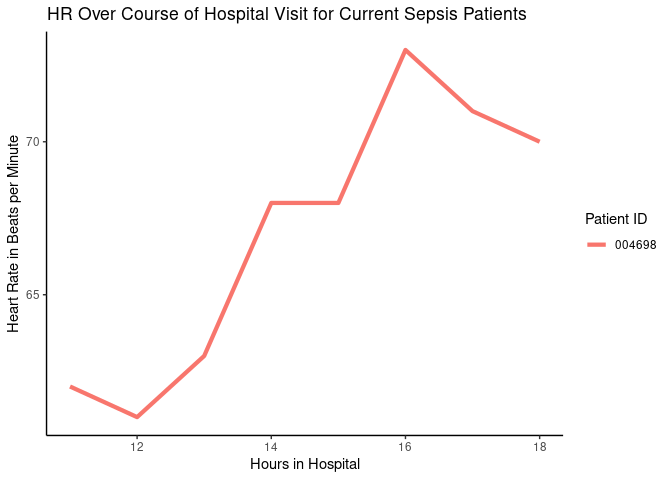 HR Over Course of Hospital Visit for Current Sepsis Patients
Heart Rate in Beats per Minute
70
65
12 14 16 18
Hours in Hospital
Patient ID
004698